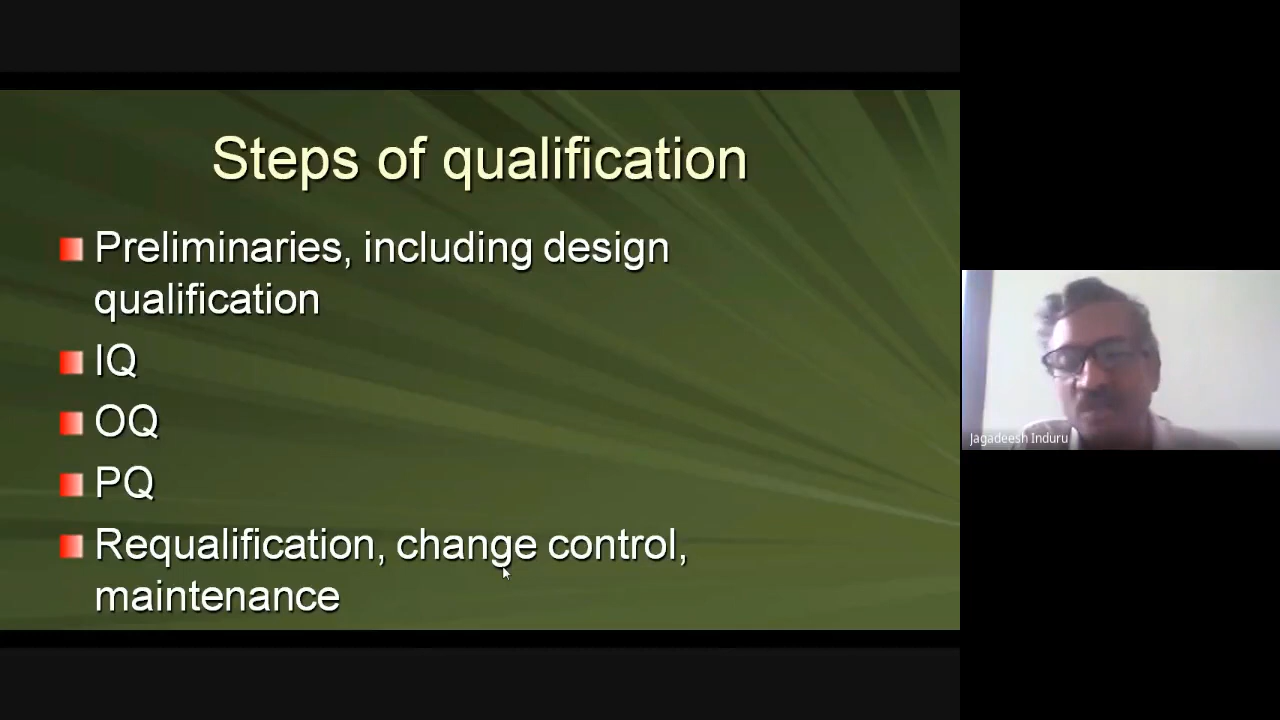 Steps of qualification
Preliminaries, including design
qualification
IQ
OQ
PQ
Requalification, change control,
maintenance
Jagadeesh Induru